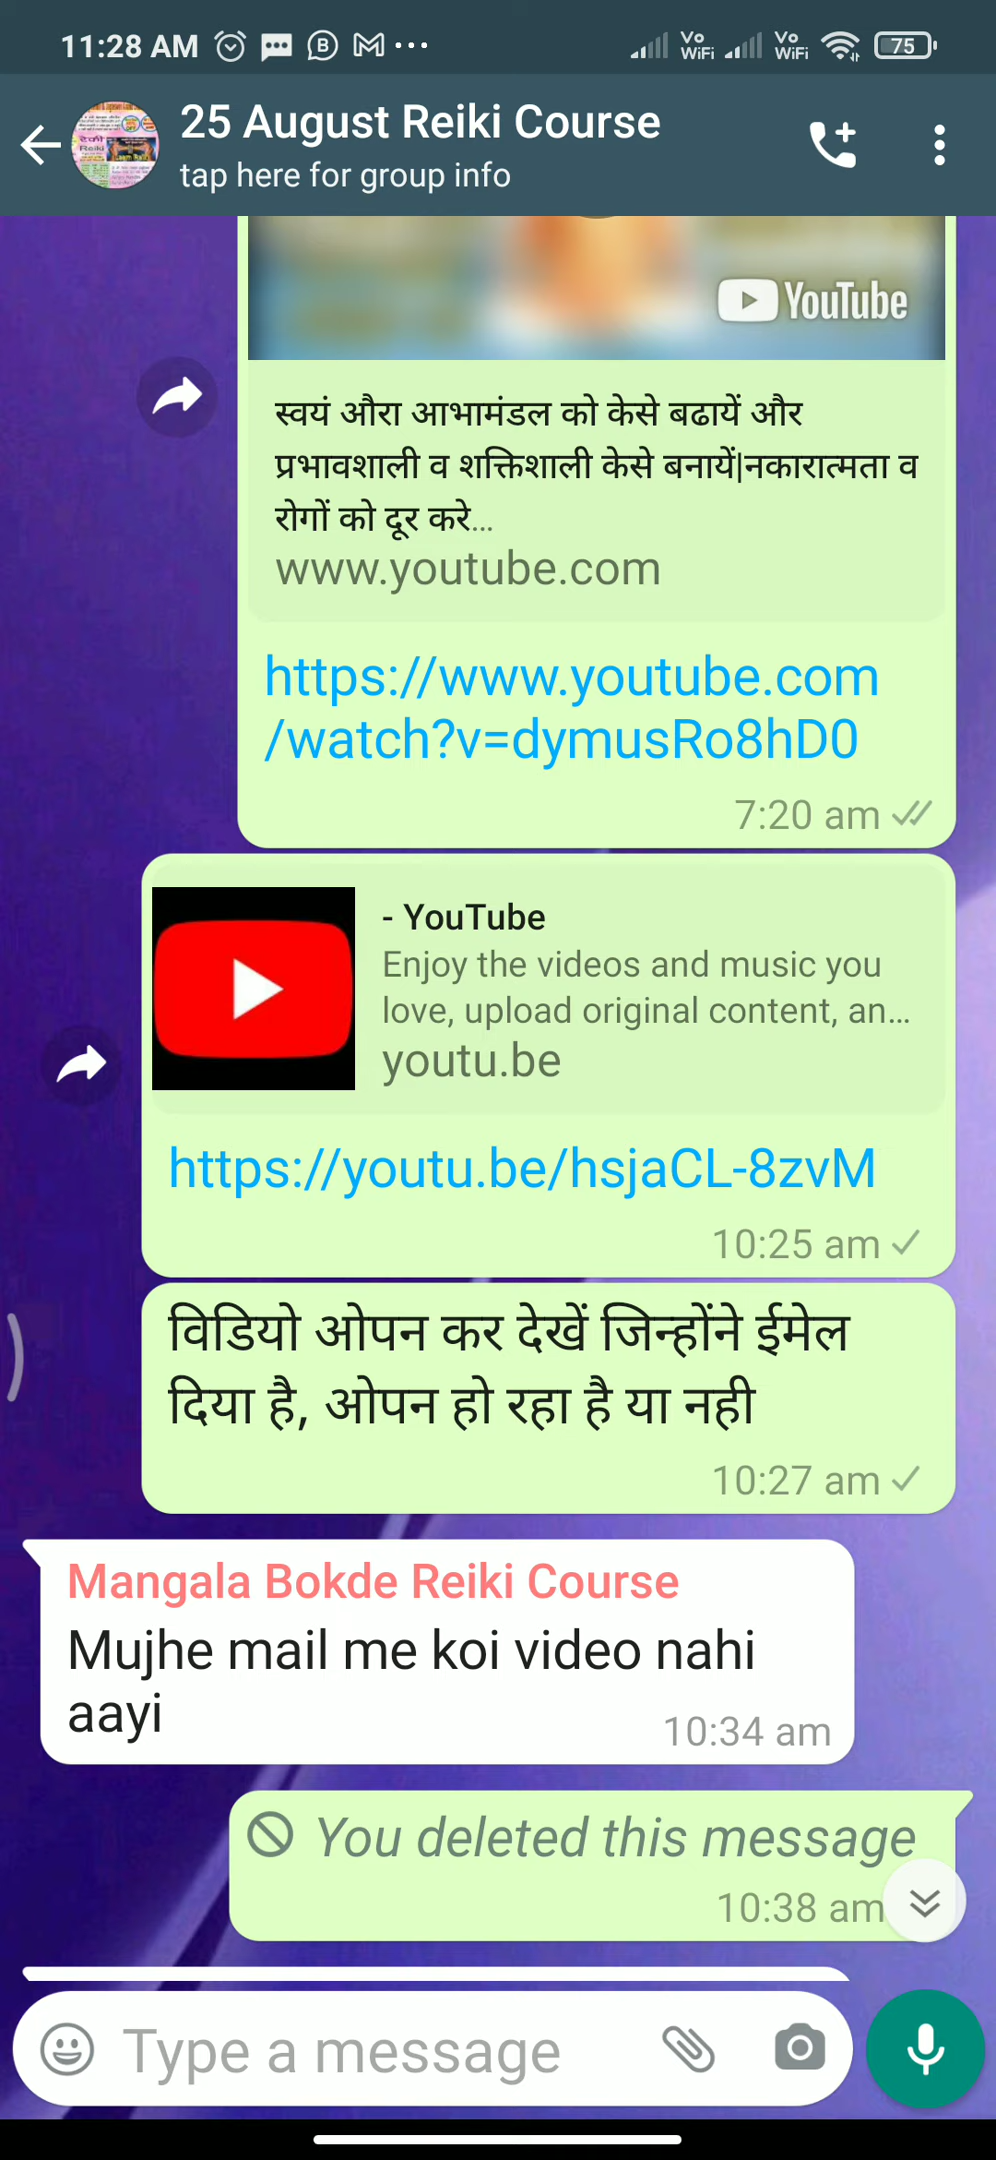 11:28 AM
Vo WiFi
Vo WiFi
75
25 August Reiki Course
tap here for group info
YouTube
स्वयं औरा आभामंडल को केसे बढायें और
प्रभावशाली व शक्तिशाली केसे बनायें|नकारात्मता व
रोगों को दूर करे...
www.youtube.com
https://www.youtube.com
/watch?v=dymusRo8hD0
7:20 am
- YouTube
Enjoy the videos and music you
love, upload original content, an...
youtu.be
https://youtu.be/hsjaCL-8zvM
10:25 am
विडियो ओपन कर देखें जिन्होंने ईमेल
दिया है, ओपन हो रहा है या नही
10:27 am
Mangala Bokde Reiki Course
Mujhe mail me koi video nahi
aayi
10:34 am
You deleted this message
10:38 am
Type a message